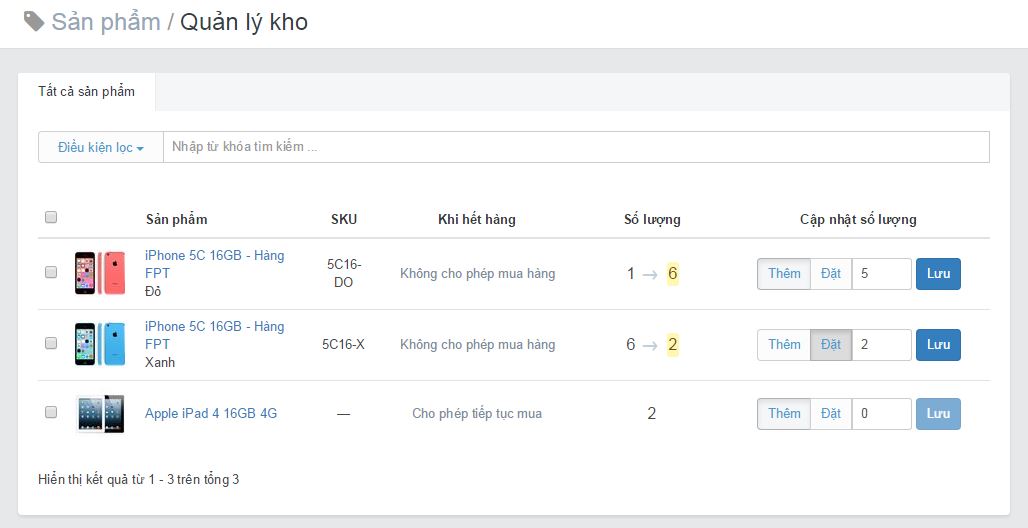 Sản phẩm / Quản lý kho
Tất cả sản phẩm
Điều kiện lọc Nhập từ khóa tìm kiếm ...
Sản phẩm SKU Khi hết hàng Số lượng Cập nhật số lượng
iPhone 5C 16GB - Hàng
FPT
Đỏ
5C16-
DO
Không cho phép mua hàng
1 → 6
Thêm Đặt 5 Lưu
iPhone 5C 16GB - Hàng
FPT
Xanh
5C16-X
Không cho phép mua hàng
6 → 2
Thêm Đặt 2 Lưu
Apple iPad 4 16GB 4G — Cho phép tiếp tục mua 2 Thêm Đặt 0 Lưu
Hiển thị kết quả từ 1 - 3 trên tổng 3